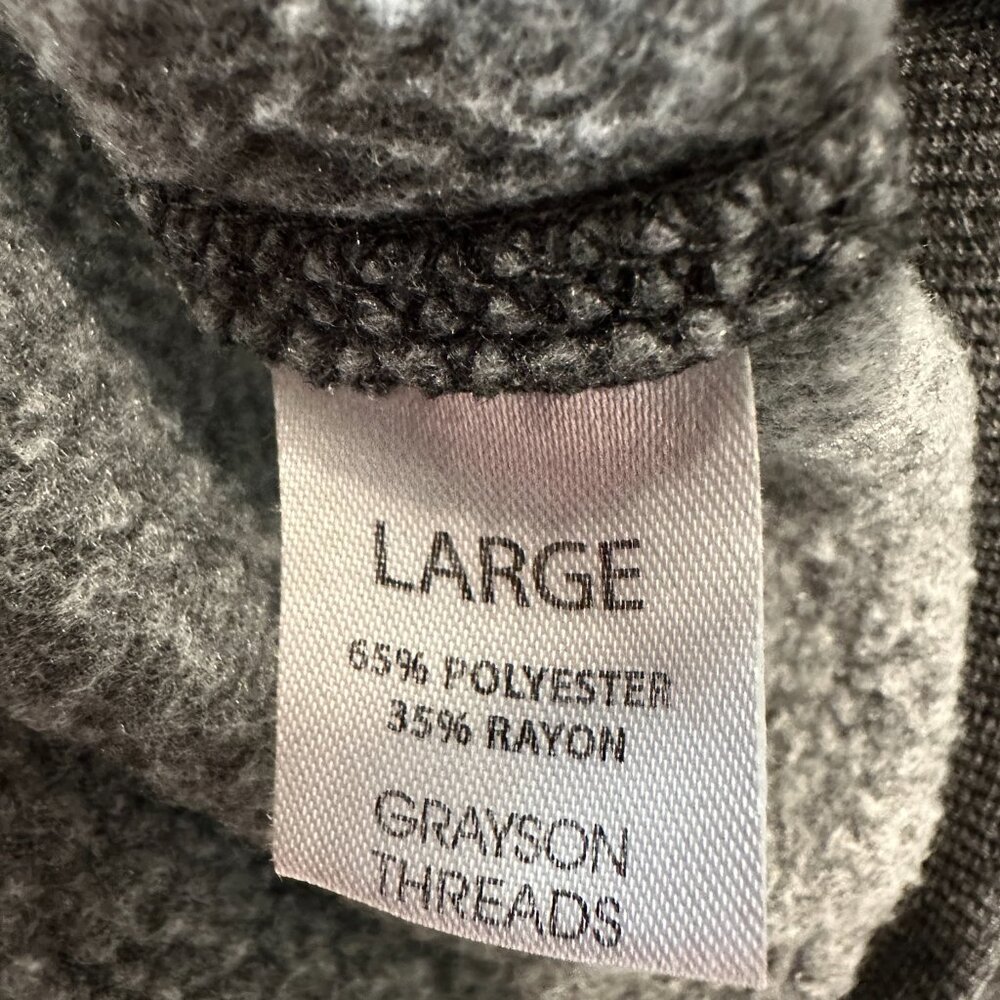 LARGE
65% POLYESTER
35% RAYON
GRAYSON
THREADS